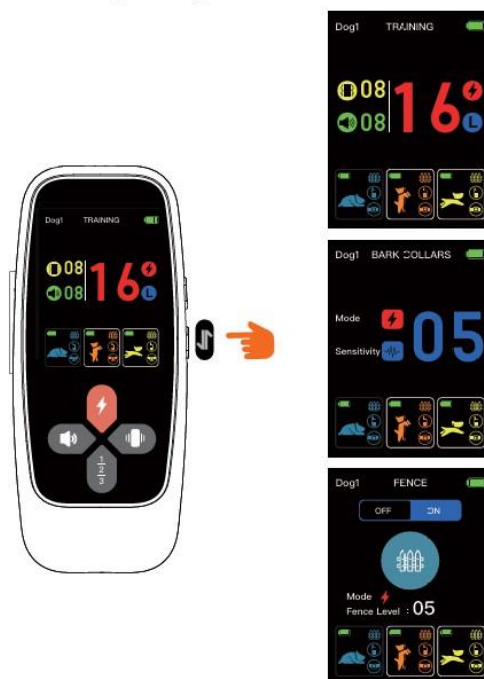 Dog1 TRAINING
08
08
16
L
1
2
3
Dog1 TRAINING
08
08
16
L
Dog1 BARK COLLARS
Mode
Sensitivity
05
Dog1 FENCE
OFF ON
Mode
Fence Level : 05